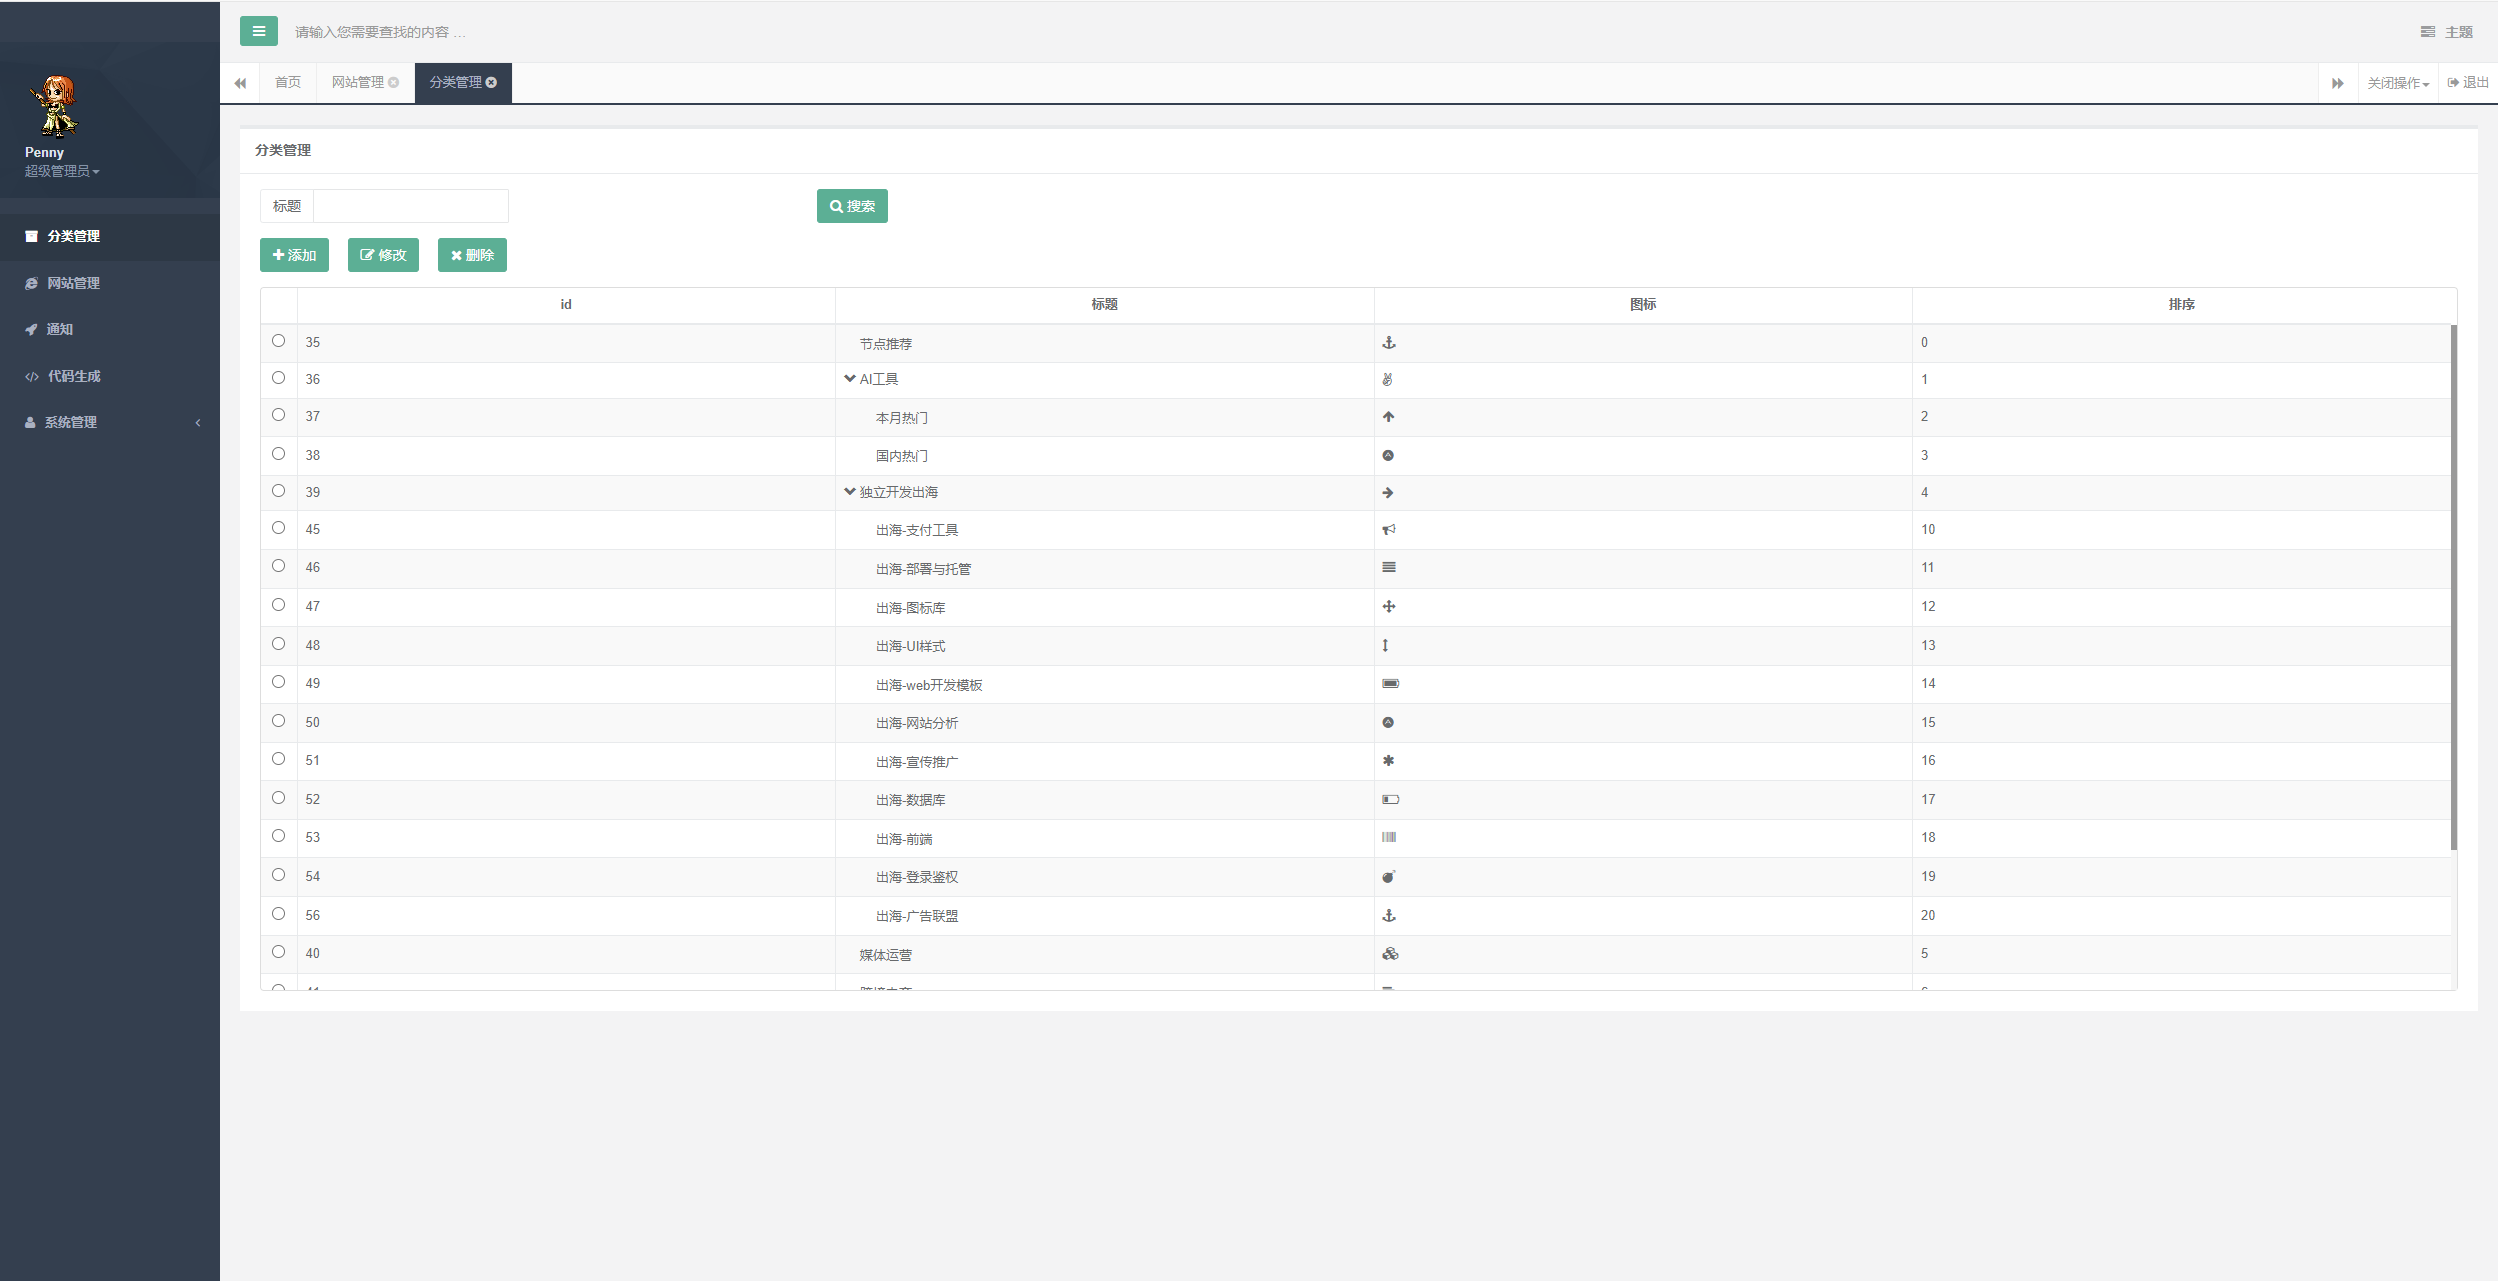 请输入您需要查找的内容 …
主题
首页
网站管理
分类管理
关闭操作
退出
Penny
超级管理员
分类管理
网站管理
通知
代码生成
系统管理
分类管理
标题
搜索
添加 修改 删除
id 标题 图标 排序
35 节点推荐 0
36 AI工具 1
37 本月热门 2
38 国内热门 3
39 独立开发出海 4
45 出海-支付工具 10
46 出海-部署与托管 11
47 出海-图标库 12
48 出海-UI样式 13
49 出海-web开发模板 14
50 出海-网站分析 15
51 出海-宣传推广 16
52 出海-数据库 17
53 出海-前端 18
54 出海-登录鉴权 19
56 出海-广告联盟 20
40 媒体运营 5